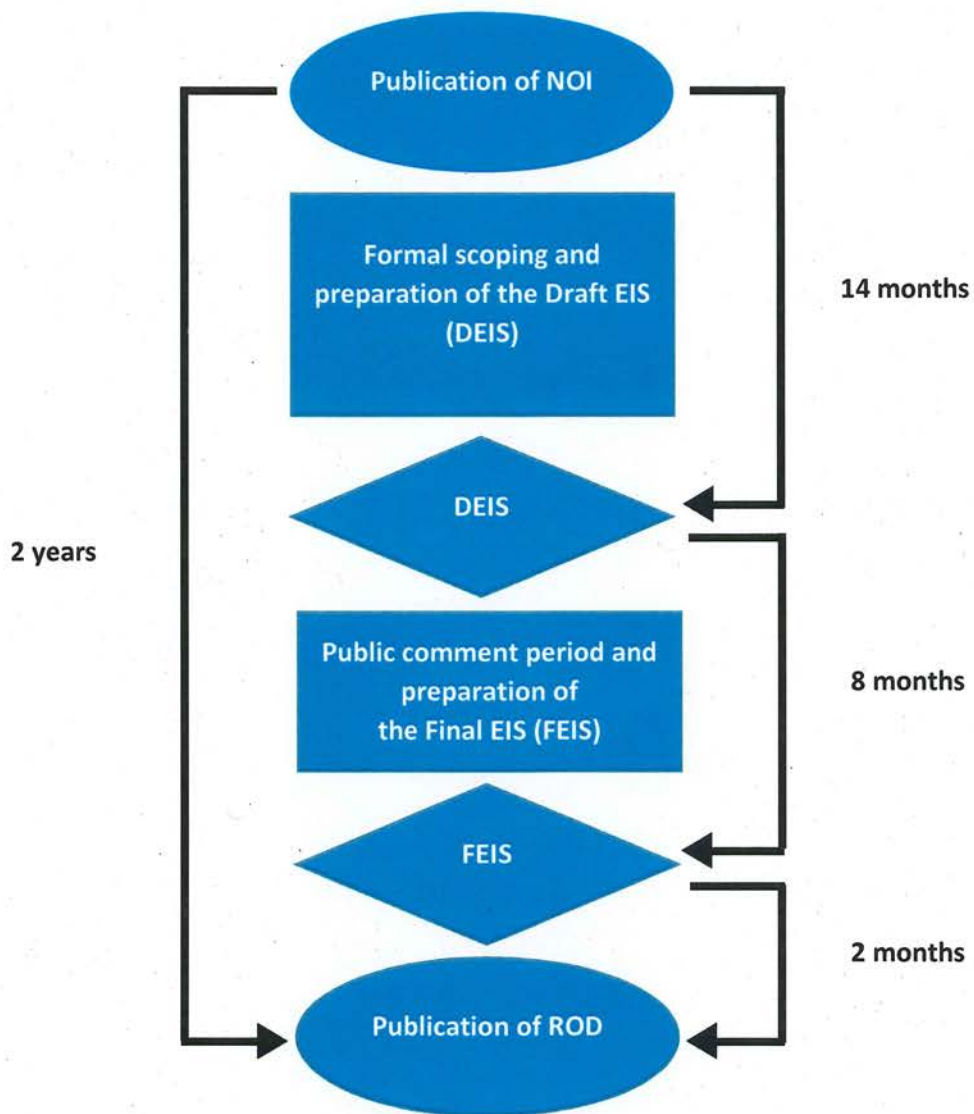 Publication of NOI
Formal scoping and
preparation of the Draft EIS
(DEIS)
14 months
DEIS
2 years
Public comment period and
preparation of
the Final EIS (FEIS)
8 months
FEIS
2 months
Publication of ROD